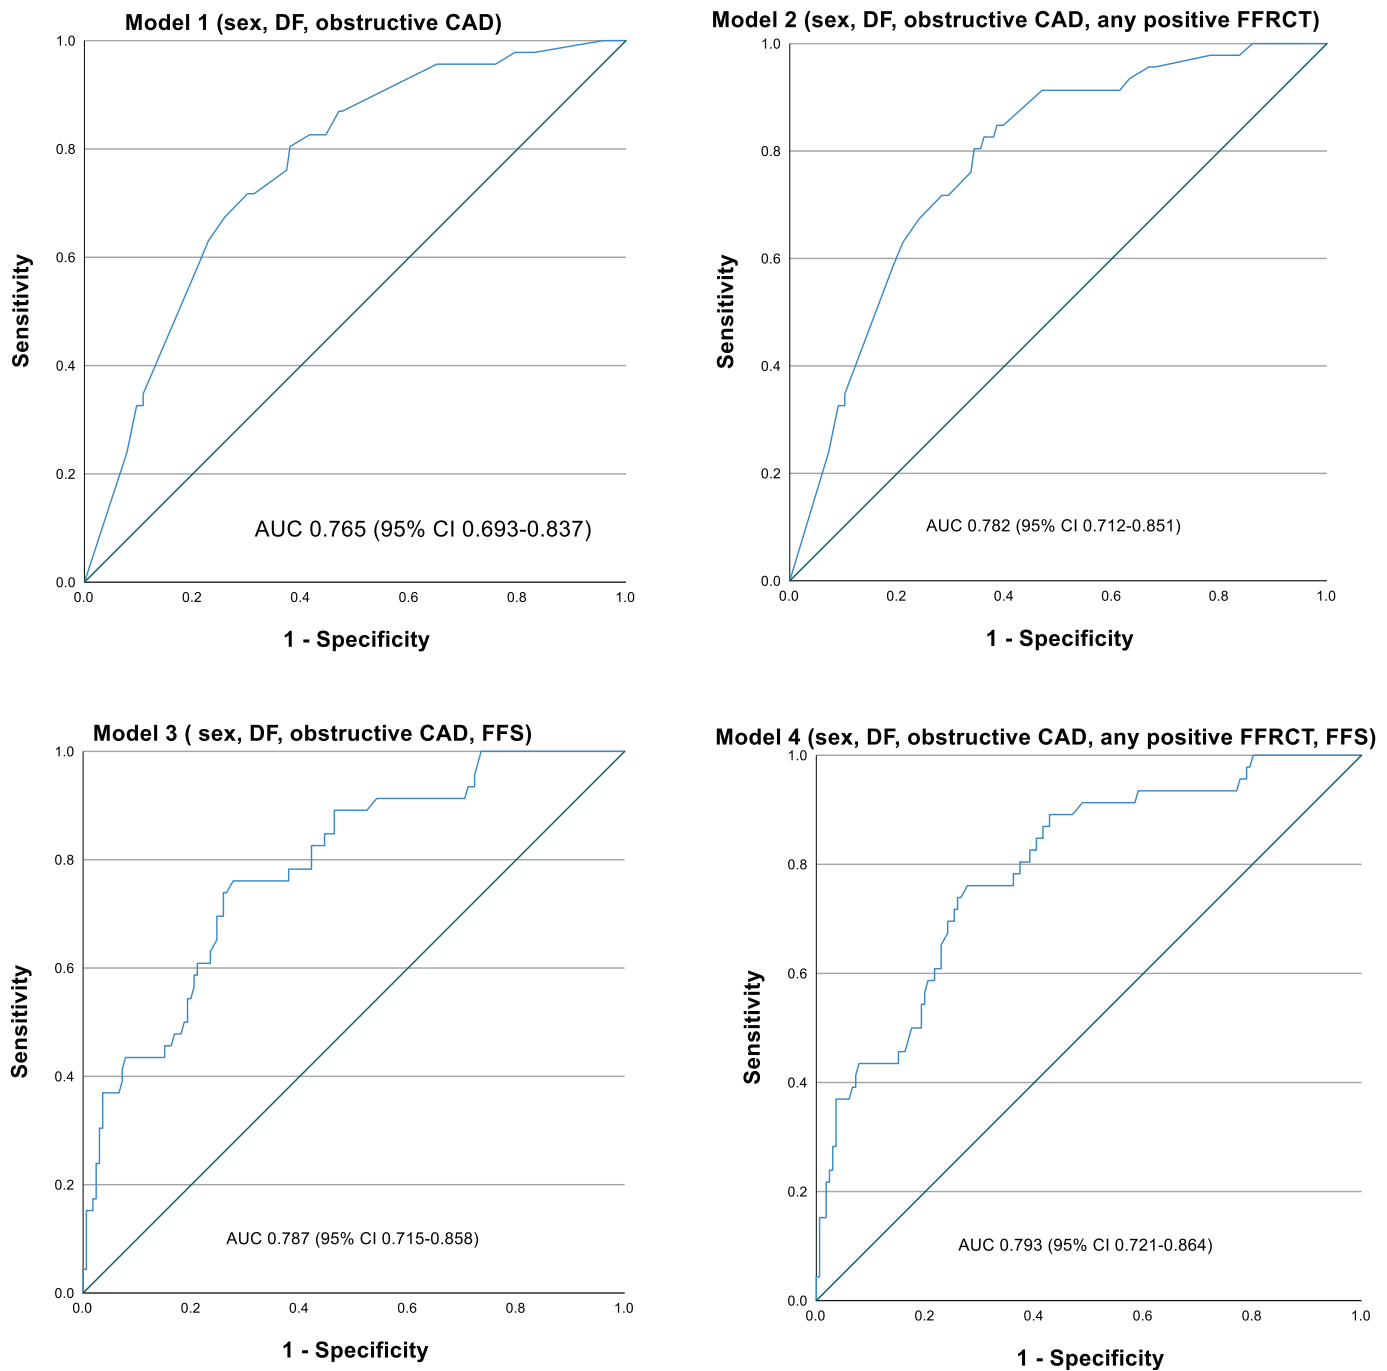 Model 1 (sex, DF, obstructive CAD)
1.0
0.8
0.6
0.4
0.2
0.0
Sensitivity
AUC 0.765 (95% CI 0.693-0.837)
0.0 0.2 0.4 0.6 0.8 1.0
1 - Specificity
Model 2 (sex, DF, obstructive CAD, any positive FFRCT)
1.0
0.8
0.6
0.4
0.2
0.0
Sensitivity
AUC 0.782 (95% CI 0.712-0.851)
0.0 0.2 0.4 0.6 0.8 1.0
1 - Specificity
Model 3 ( sex, DF, obstructive CAD, FFS)
1.0
0.8
0.6
0.4
0.2
0.0
Sensitivity
AUC 0.787 (95% CI 0.715-0.858)
0.0 0.2 0.4 0.6 0.8 1.0
1 - Specificity
Model 4 (sex, DF, obstructive CAD, any positive FFRCT, FFS)
1.0
0.8
0.6
0.4
0.2
0.0
Sensitivity
AUC 0.793 (95% CI 0.721-0.864)
0.0 0.2 0.4 0.6 0.8 1.0
1 - Specificity